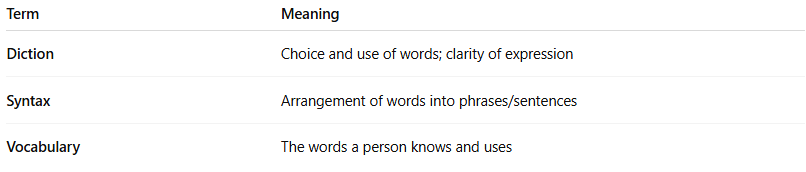 Term Meaning
Diction Choice and use of words; clarity of expression
Syntax Arrangement of words into phrases/sentences
Vocabulary The words a person knows and uses